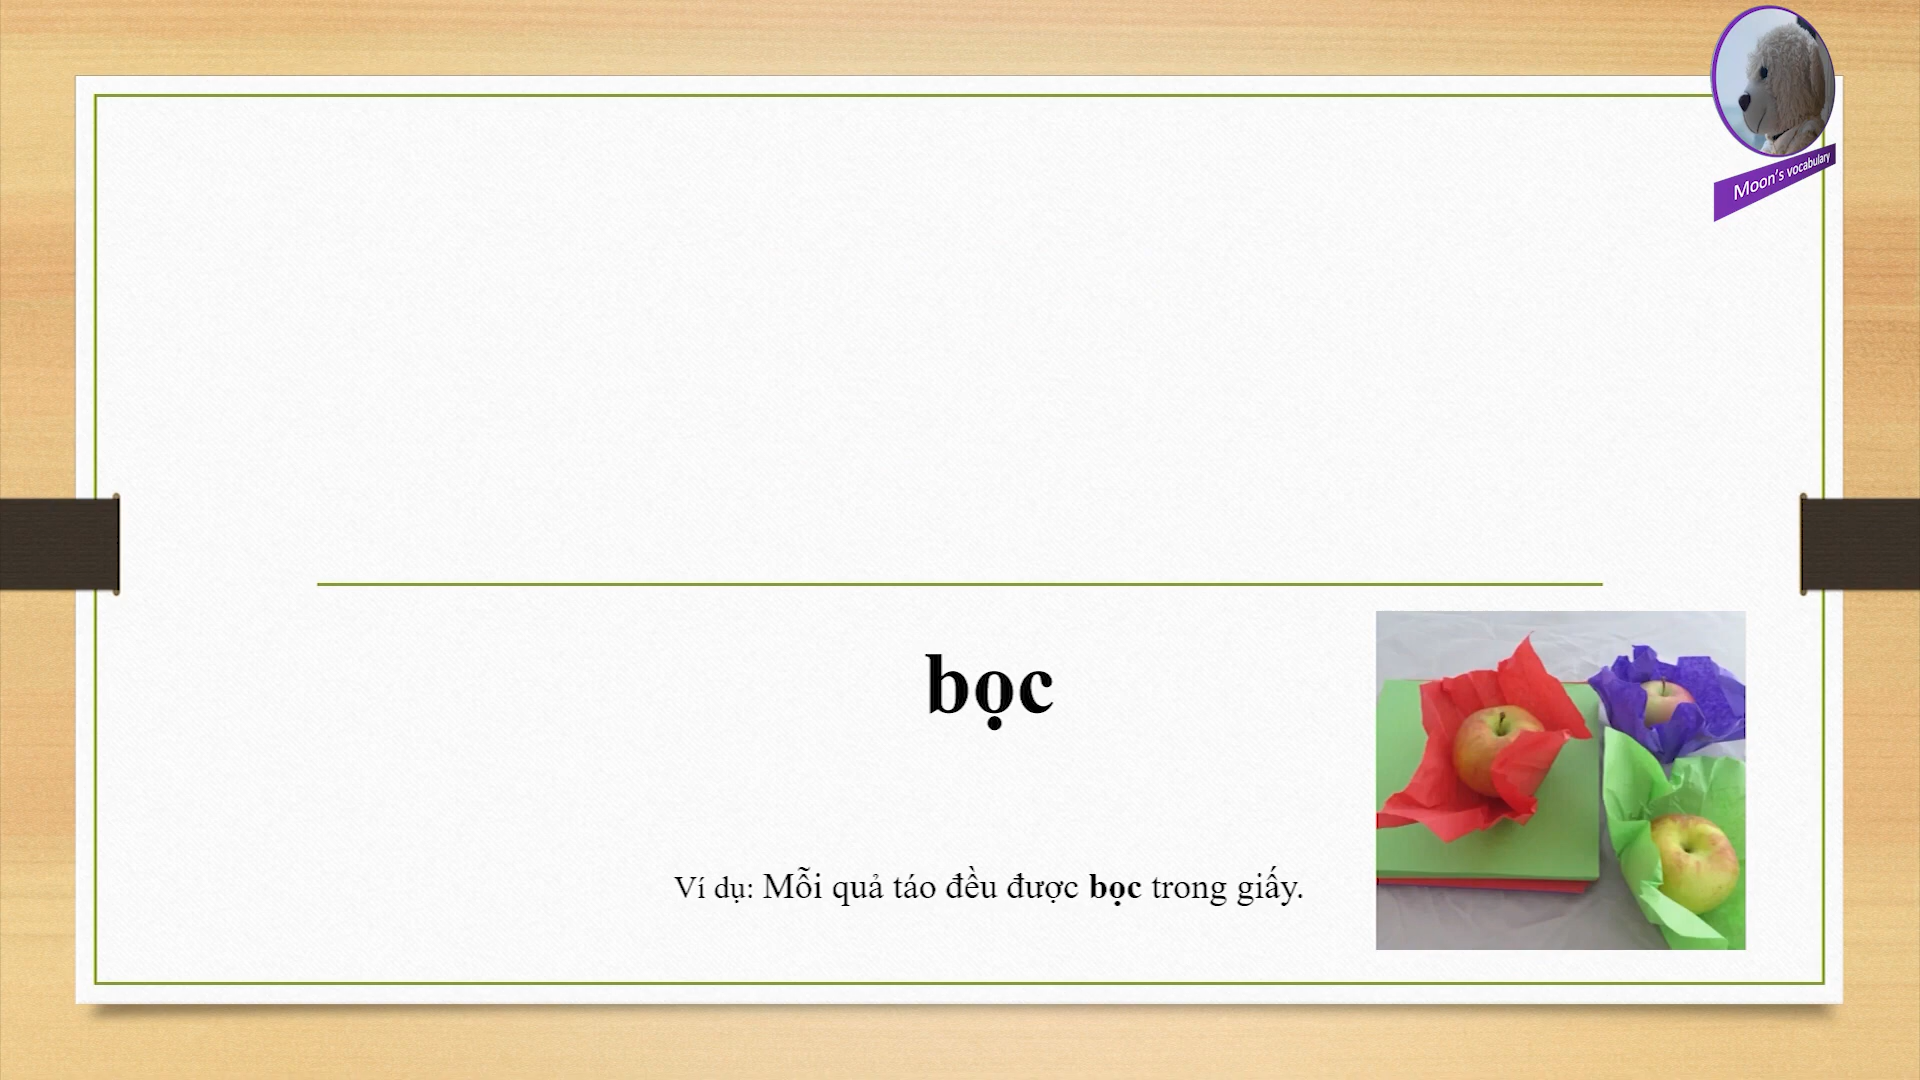 Moon's vocabulary
bọc
Ví dụ: Mỗi quả táo đều được bọc trong giấy.